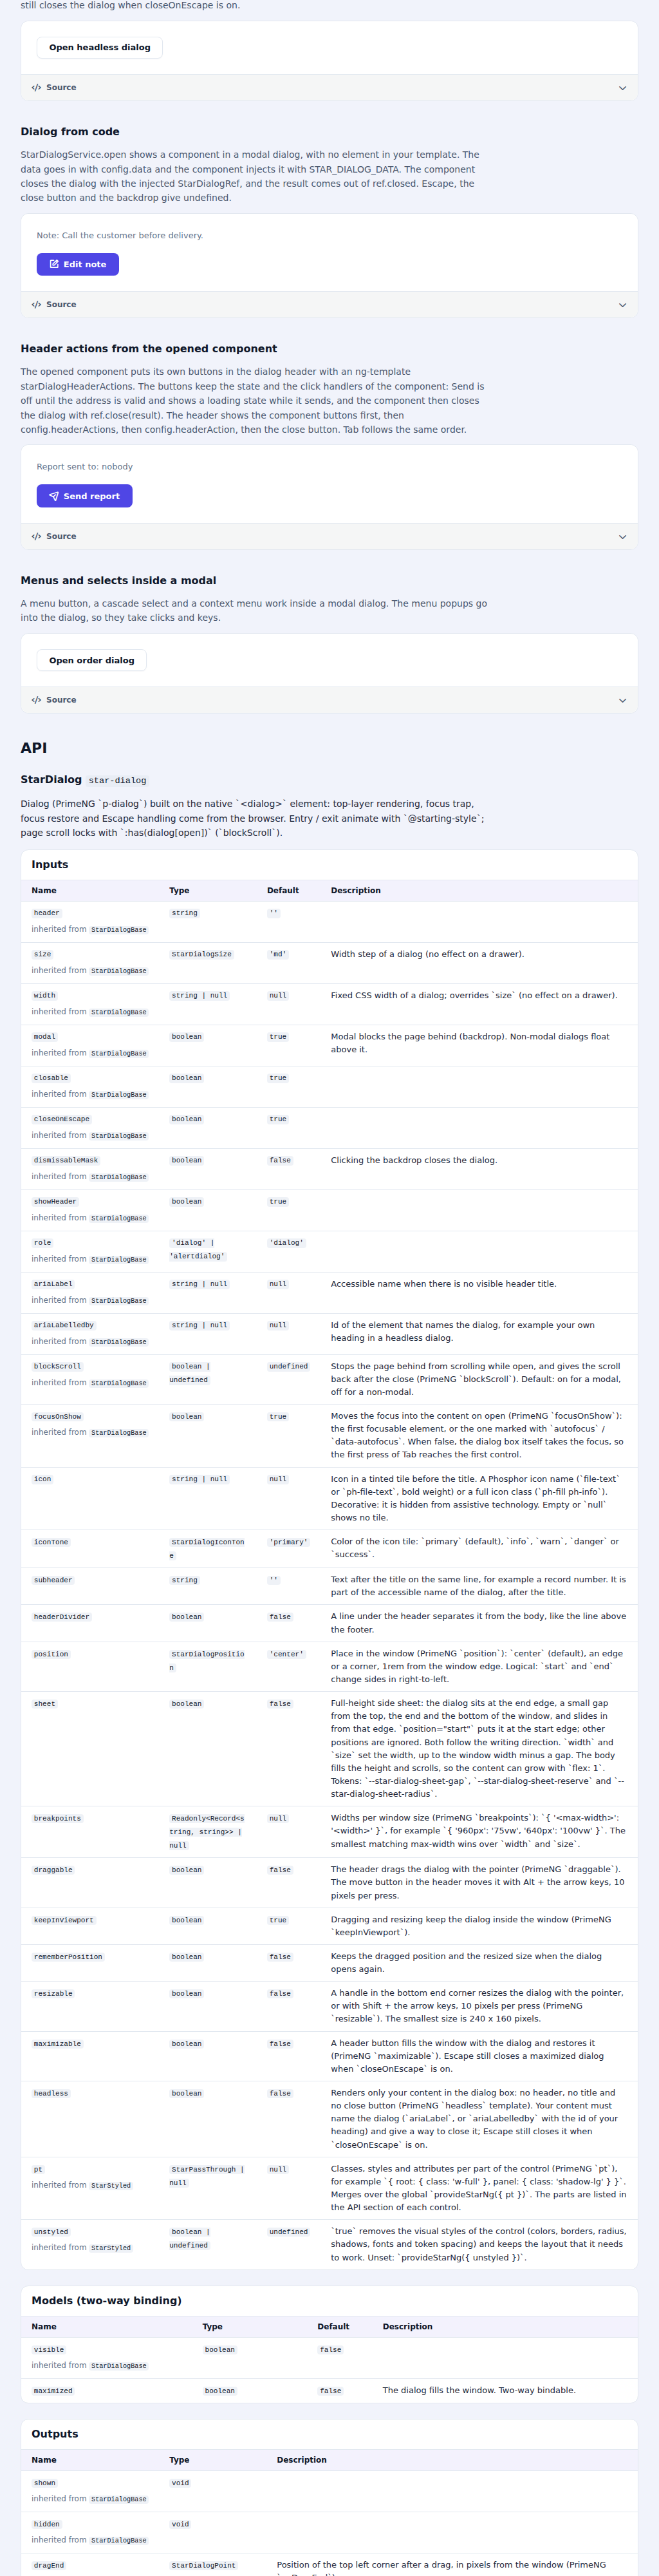 still closes the dialog when closeOnEscape is on.
Open headless dialog
</> Source
Dialog from code
StarDialogService.open shows a component in a modal dialog, with no element in your template. The
data goes in with config.data and the component injects it with STAR_DIALOG_DATA. The component
closes the dialog with the injected StarDialogRef, and the result comes out of ref.closed. Escape, the
close button and the backdrop give undefined.
Note: Call the customer before delivery.
Edit note
</> Source
Header actions from the opened component
The opened component puts its own buttons in the dialog header with an ng-template
starDialogHeaderActions. The buttons keep the state and the click handlers of the component: Send is
off until the address is valid and shows a loading state while it sends, and the component then closes
the dialog with ref.close(result). The header shows the component buttons first, then
config.headerActions, then config.headerAction, then the close button. Tab follows the same order.
Report sent to: nobody
Send report
</> Source
Menus and selects inside a modal
A menu button, a cascade select and a context menu work inside a modal dialog. The menu popups go
into the dialog, so they take clicks and keys.
Open order dialog
</> Source
API
StarDialog star-dialog
Dialog (PrimeNG `p-dialog`) built on the native `<dialog>` element: top-layer rendering, focus trap,
focus restore and Escape handling come from the browser. Entry / exit animate with `@starting-style`;
page scroll locks with `:has(dialog[open])` (`blockScroll`).
Inputs
Name Type Default Description
header string ''
inherited from StarDialogBase
size StarDialogSize 'md' Width step of a dialog (no effect on a drawer).
inherited from StarDialogBase
width string | null null Fixed CSS width of a dialog; overrides `size` (no effect on a drawer).
inherited from StarDialogBase
modal boolean true Modal blocks the page behind (backdrop). Non-modal dialogs float
above it.
inherited from StarDialogBase
closable boolean true
inherited from StarDialogBase
closeOnEscape boolean true
inherited from StarDialogBase
dismissableMask boolean false Clicking the backdrop closes the dialog.
inherited from StarDialogBase
showHeader boolean true
inherited from StarDialogBase
role 'dialog' | 'dialog'
'alertdialog'
inherited from StarDialogBase
ariaLabel string | null null Accessible name when there is no visible header title.
inherited from StarDialogBase
ariaLabelledby string | null null Id of the element that names the dialog, for example your own
heading in a headless dialog.
inherited from StarDialogBase
blockScroll boolean | undefined Stops the page behind from scrolling while open, and gives the scroll
undefined back after the close (PrimeNG `blockScroll`). Default: on for a modal,
inherited from StarDialogBase
off for a non-modal.
focusOnShow boolean true Moves the focus into the content on open (PrimeNG `focusOnShow`):
the first focusable element, or the one marked with `autofocus` /
inherited from StarDialogBase
`data-autofocus`. When false, the dialog box itself takes the focus, so
the first press of Tab reaches the first control.
icon string | null null Icon in a tinted tile before the title. A Phosphor icon name (`file-text`
or `ph-file-text`, bold weight) or a full icon class (`ph-fill ph-info`).
Decorative: it is hidden from assistive technology. Empty or `null`
shows no tile.
iconTone StarDialogIconTon 'primary' Color of the icon tile: `primary` (default), `info`, `warn`, `danger` or
e `success`.
subheader string '' Text after the title on the same line, for example a record number. It is
part of the accessible name of the dialog, after the title.
headerDivider boolean false A line under the header separates it from the body, like the line above
the footer.
position StarDialogPositio 'center' Place in the window (PrimeNG `position`): `center` (default), an edge
n or a corner, 1rem from the window edge. Logical: `start` and `end`
change sides in right-to-left.
sheet boolean false Full-height side sheet: the dialog sits at the end edge, a small gap
from the top, the end and the bottom of the window, and slides in
from that edge. `position="start"` puts it at the start edge; other
positions are ignored. Both follow the writing direction. `width` and
`size` set the width, up to the window width minus a gap. The body
fills the height and scrolls, so the content can grow with `flex: 1`.
Tokens: `--star-dialog-sheet-gap`, `--star-dialog-sheet-reserve` and `--
star-dialog-sheet-radius`.
breakpoints Readonly<Record<s null Widths per window size (PrimeNG `breakpoints`): `{ '<max-width>':
tring, string>> | '<width>' }`, for example `{ '960px': '75vw', '640px': '100vw' }`. The
null smallest matching max-width wins over `width` and `size`.
draggable boolean false The header drags the dialog with the pointer (PrimeNG `draggable`).
The move button in the header moves it with Alt + the arrow keys, 10
pixels per press.
keepInViewport boolean true Dragging and resizing keep the dialog inside the window (PrimeNG
`keepInViewport`).
rememberPosition boolean false Keeps the dragged position and the resized size when the dialog
opens again.
resizable boolean false A handle in the bottom end corner resizes the dialog with the pointer,
or with Shift + the arrow keys, 10 pixels per press (PrimeNG
`resizable`). The smallest size is 240 x 160 pixels.
maximizable boolean false A header button fills the window with the dialog and restores it
(PrimeNG `maximizable`). Escape still closes a maximized dialog
when `closeOnEscape` is on.
headless boolean false Renders only your content in the dialog box: no header, no title and
no close button (PrimeNG `headless` template). Your content must
name the dialog (`ariaLabel`, or `ariaLabelledby` with the id of your
heading) and give a way to close it; Escape still closes it when
`closeOnEscape` is on.
pt StarPassThrough | null Classes, styles and attributes per part of the control (PrimeNG `pt`),
null for example `{ root: { class: 'w-full' }, panel: { class: 'shadow-lg' } }`.
inherited from StarStyled
Merges over the global `provideStarNg({ pt })`. The parts are listed in
the API section of each control.
unstyled boolean | undefined `true` removes the visual styles of the control (colors, borders, radius,
undefined shadows, fonts and token spacing) and keeps the layout that it needs
inherited from StarStyled
to work. Unset: `provideStarNg({ unstyled })`.
Models (two-way binding)
Name Type Default Description
visible boolean false
inherited from StarDialogBase
maximized boolean false The dialog fills the window. Two-way bindable.
Outputs
Name Type Description
shown void
inherited from StarDialogBase
hidden void
inherited from StarDialogBase
dragEnd StarDialogPoint Position of the top left corner after a drag, in pixels from the window (PrimeNG